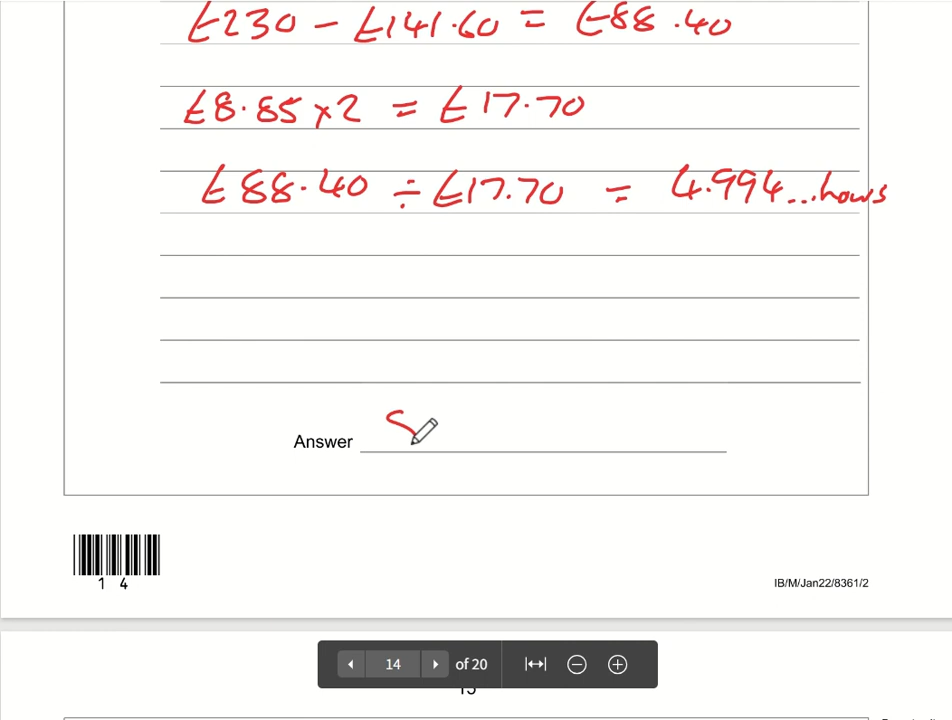 £230 - £141.60 = £88.40
£8.85 x 2 = £17.70
£88.40 ÷ £17.70 = 4.994...hours
Answer
1 4
IB/M/Jan22/8361/2
14 of 20
15